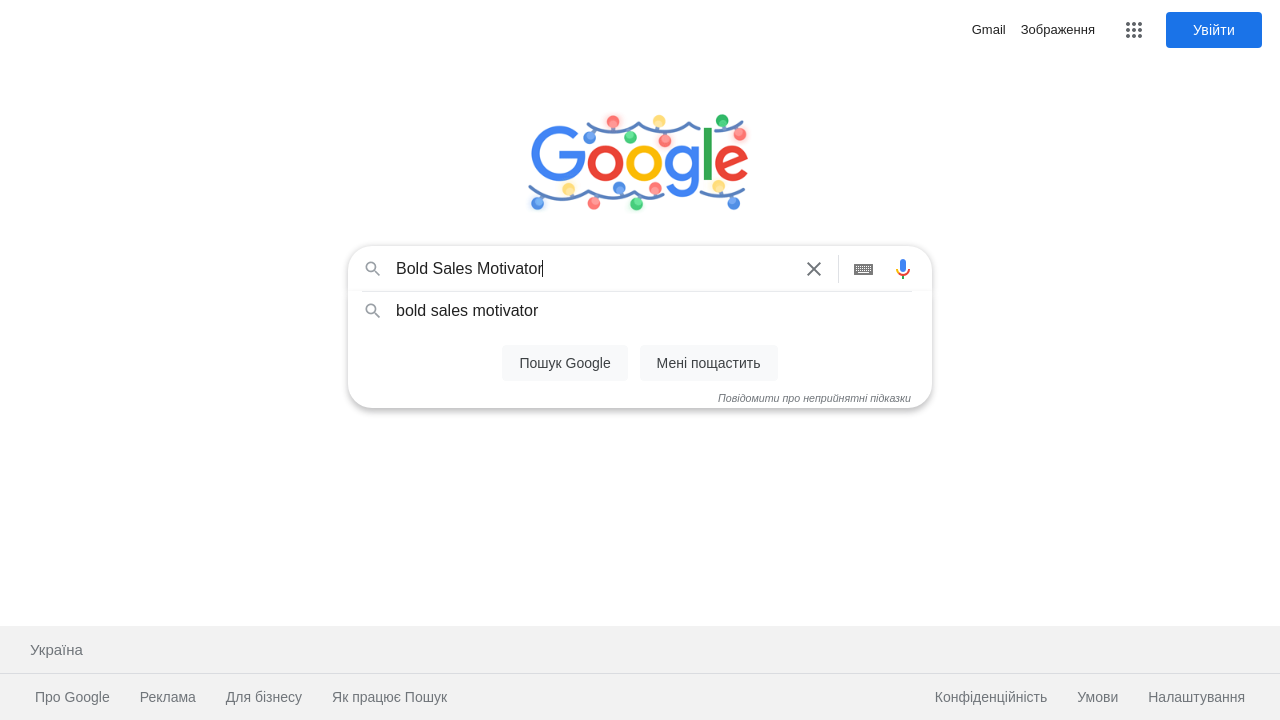 Gmail Зображення Увійти
Google
Bold Sales Motivator
bold sales motivator
Пошук Google Мені пощастить
Повідомити про неприйнятні підказки
Україна
Про Google Реклама Для бізнесу Як працює Пошук Конфіденційність Умови Налаштування